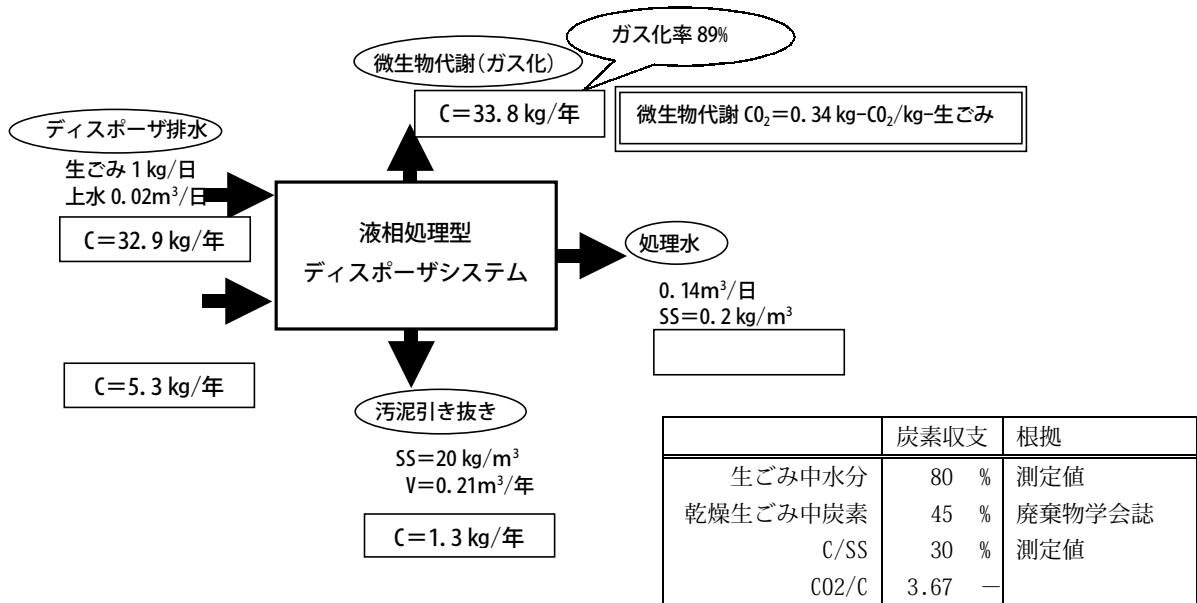 ガス化率 89%
微生物代謝(ガス化)
C=33.8 kg/年
微生物代謝 CO₂=0.34 kg-CO₂/kg-生ごみ
ディスポーザ排水
生ごみ 1 kg/日
上水 0.02m³/日
C=32.9 kg/年
液相処理型
ディスポーザシステム
処理水
0.14m³/日
SS=0.2 kg/m³
C=5.3 kg/年
汚泥引き抜き
SS=20 kg/m³
V=0.21m³/年
C=1.3 kg/年
炭素収支 根拠
生ごみ中水分 80 % 測定値
乾燥生ごみ中炭素 45 % 廃棄物学会誌
C/SS 30 % 測定値
CO2/C 3.67 −